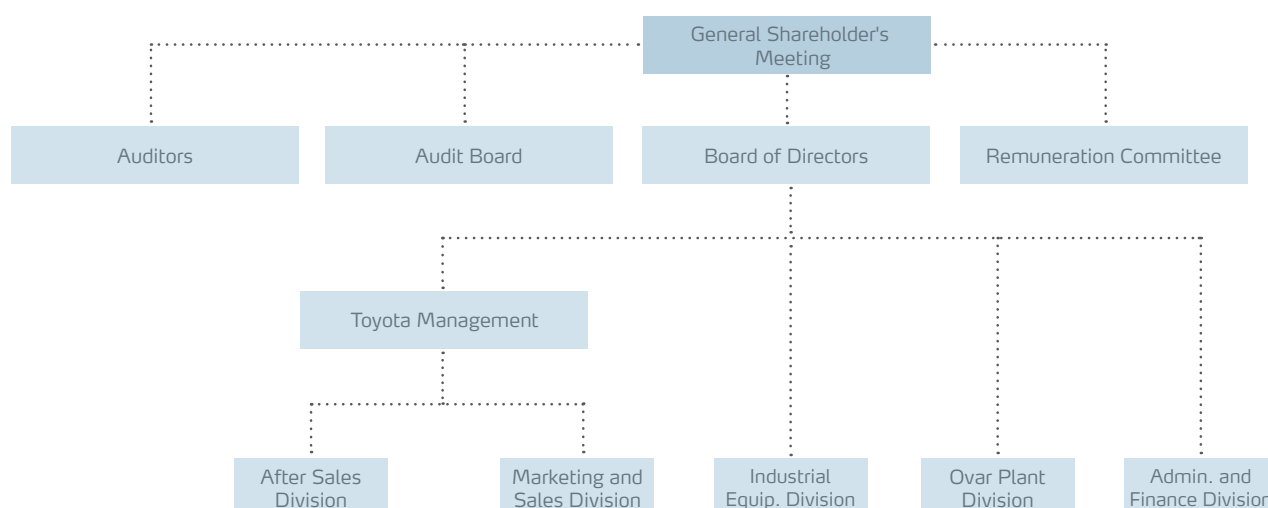 General Shareholder's
Meeting
Auditors
Audit Board
Board of Directors
Remuneration Committee
Toyota Management
After Sales
Division
Marketing and
Sales Division
Industrial
Equip. Division
Ovar Plant
Division
Admin. and
Finance Division